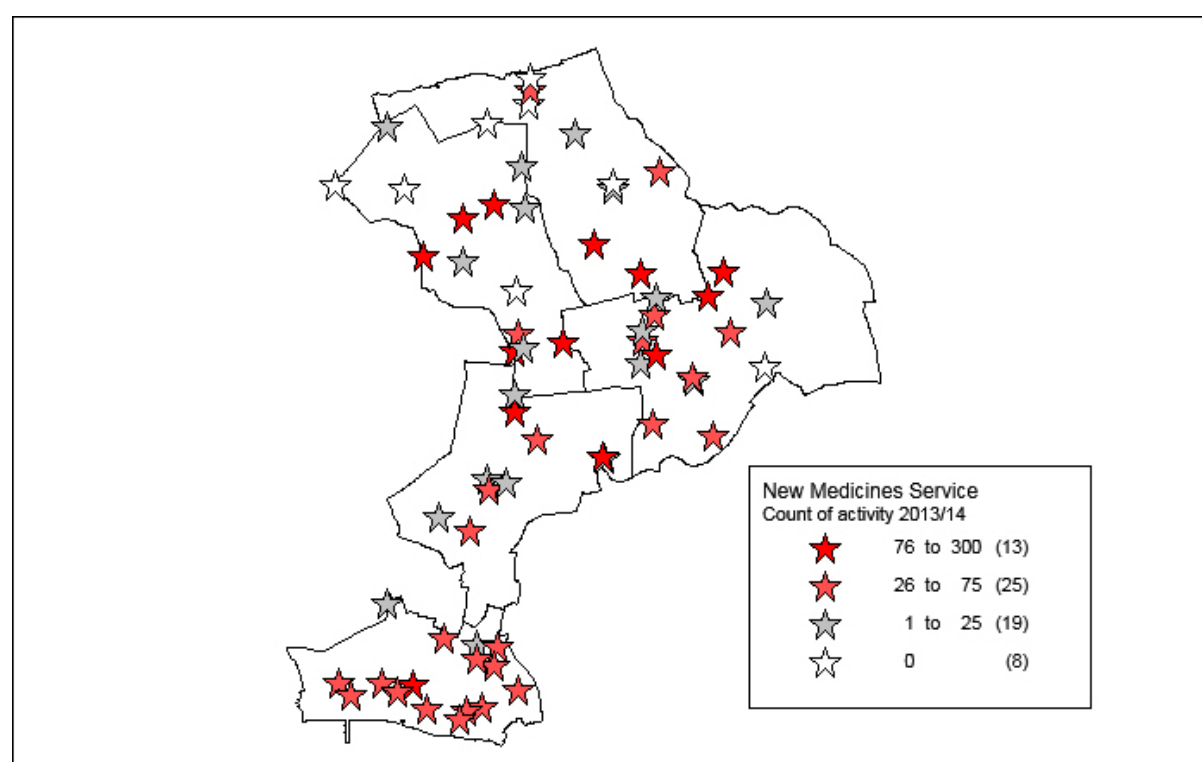 New Medicines Service
Count of activity 2013/14
76 to 300 (13)
26 to 75 (25)
1 to 25 (19)
0 (8)